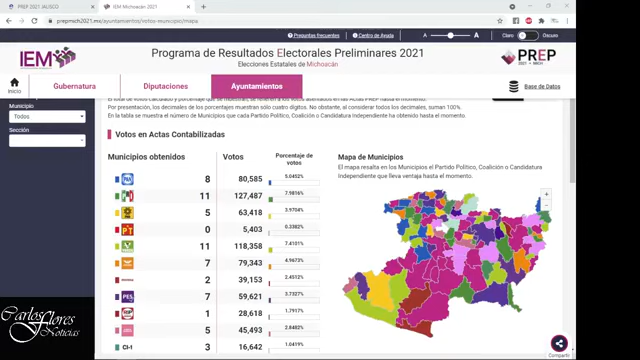 PREP 2021 JALISCO
IEM Michoacán 2021
prepmich2021.mx/ayuntamientos/votos-municipio/mapa
Preguntas frecuentes
Centro de Ayuda
A
A
Claro
Oscuro
IEM
Programa de Resultados Electorales Preliminares 2021
Elecciones Estatales de Michoacán
PREP
2021 • MICH
Inicio
Gubernatura
Diputaciones
Ayuntamientos
Base de Datos
Municipio
Todos
Sección
Por presentación, los decimales de los porcentajes muestran sólo cuatro dígitos. No obstante, al considerar todos los decimales, suman 100%.
En la tabla se muestra el número de Municipios que cada Partido Político, Coalición o Candidatura Independiente ha obtenido hasta el momento.
Votos en Actas Contabilizadas
Municipios obtenidos
Votos
Porcentaje de votos
8 80,585 5.0452%
PRI 11 127,487 7.9816%
5 63,418 3.9704%
PT 0 5,403 0.3382%
11 118,358 7.4101%
7 79,343 4.9673%
2 39,153 2.4512%
PES 7 59,621 3.7327%
1 28,618 1.7917%
5 45,493 2.8482%
CI-1 3 16,642 1.0419%
Mapa de Municipios
El mapa resalta en los Municipios el Partido Político, Coalición o Candidatura
Independiente que lleva ventaja hasta el momento.
+
-
Compartir
Carlos Flores
Noticias